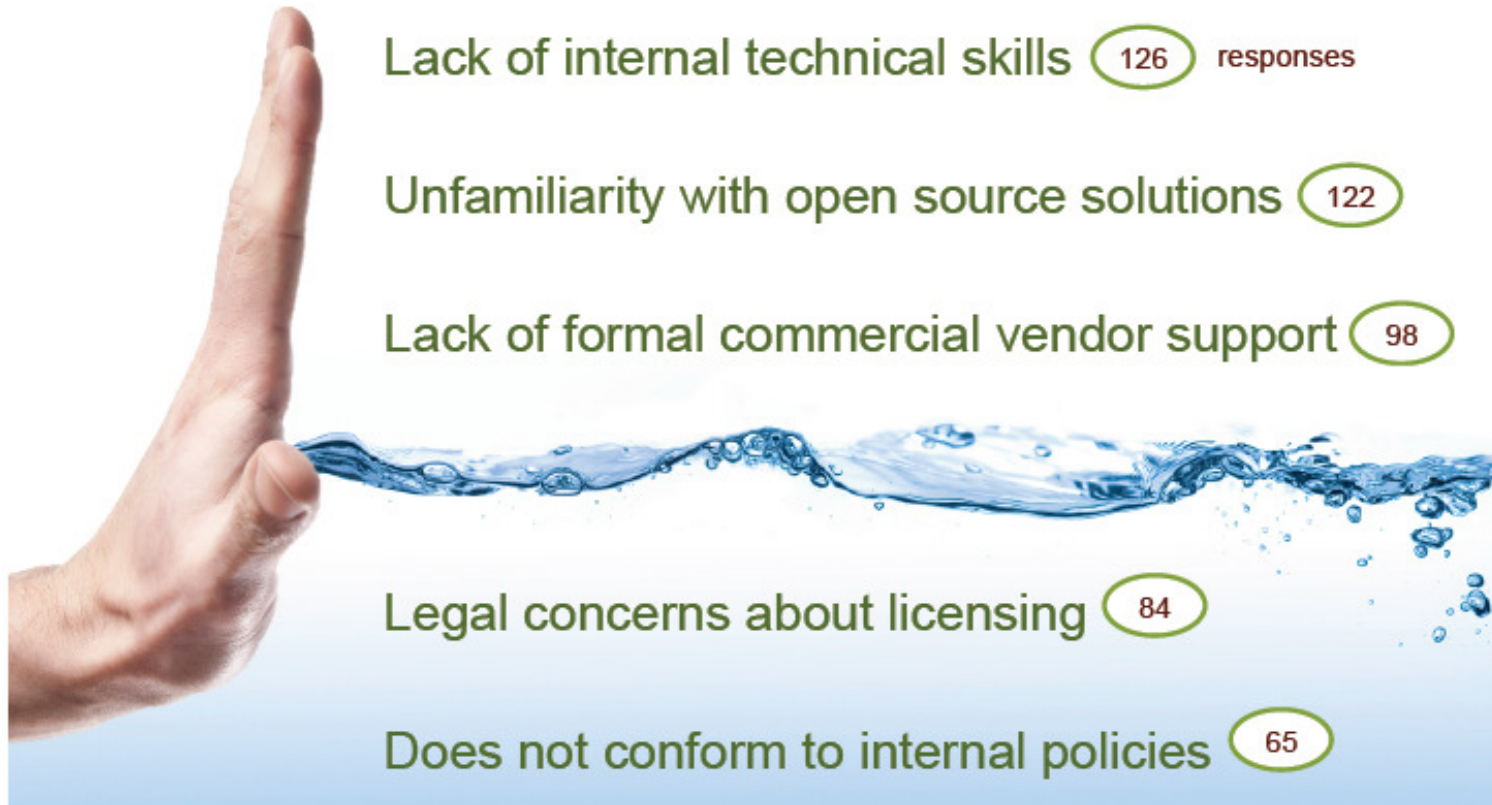 Lack of internal technical skills 126 responses
Unfamiliarity with open source solutions 122
Lack of formal commercial vendor support 98
Legal concerns about licensing 84
Does not conform to internal policies 65